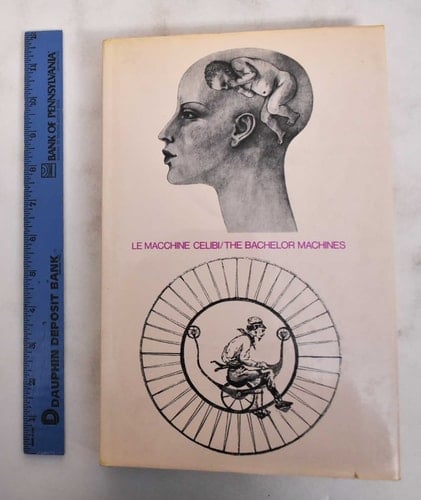 BANK OF PENNSYLVANIA
DAUPHIN DEPOSIT BANK
LE MACCHINE CELIBI/THE BACHELOR MACHINES